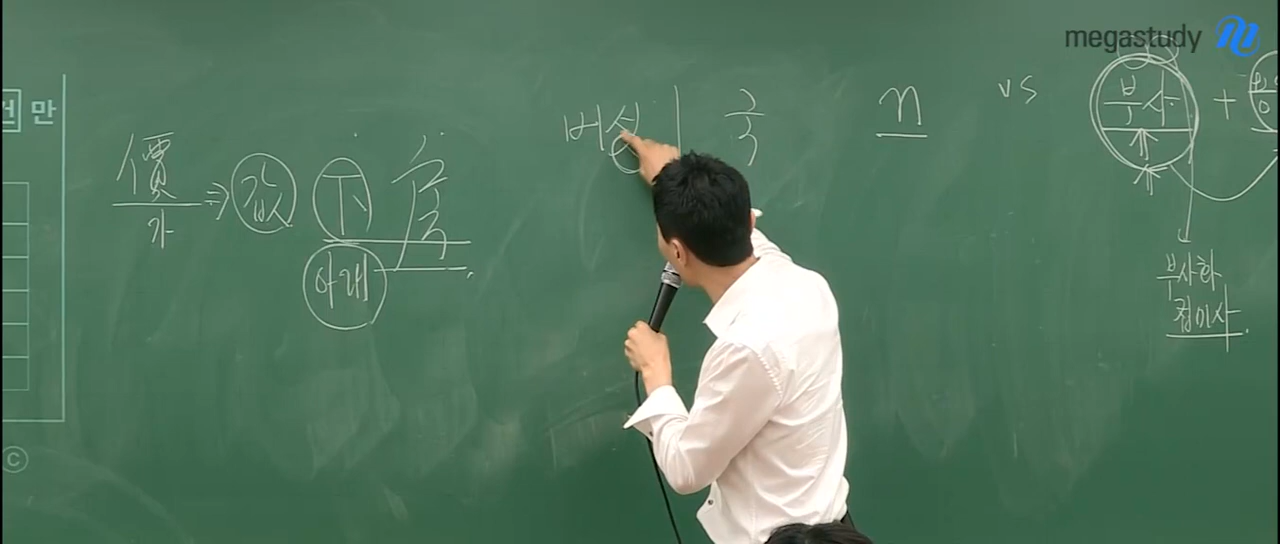 megastudy
건만
價 ⇒ 값 下
가
아래
버섯 | 국
n vs 부사 +
부사화
접미사.
ⓒ